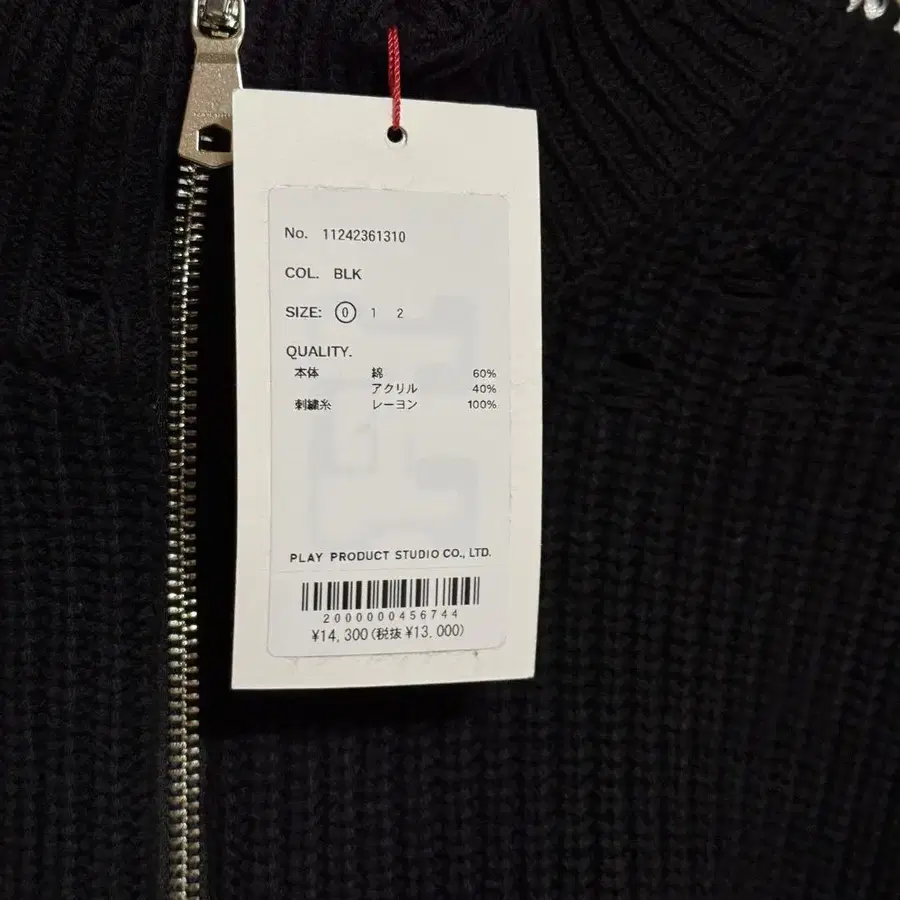 No. 11242361310
COL. BLK
SIZE: 0 1 2
QUALITY.
本体 綿 60%
アクリル 40%
刺繍糸 レーヨン 100%
PLAY PRODUCT STUDIO CO., LTD.
2000000456744
¥14,300(税抜 ¥13,000)